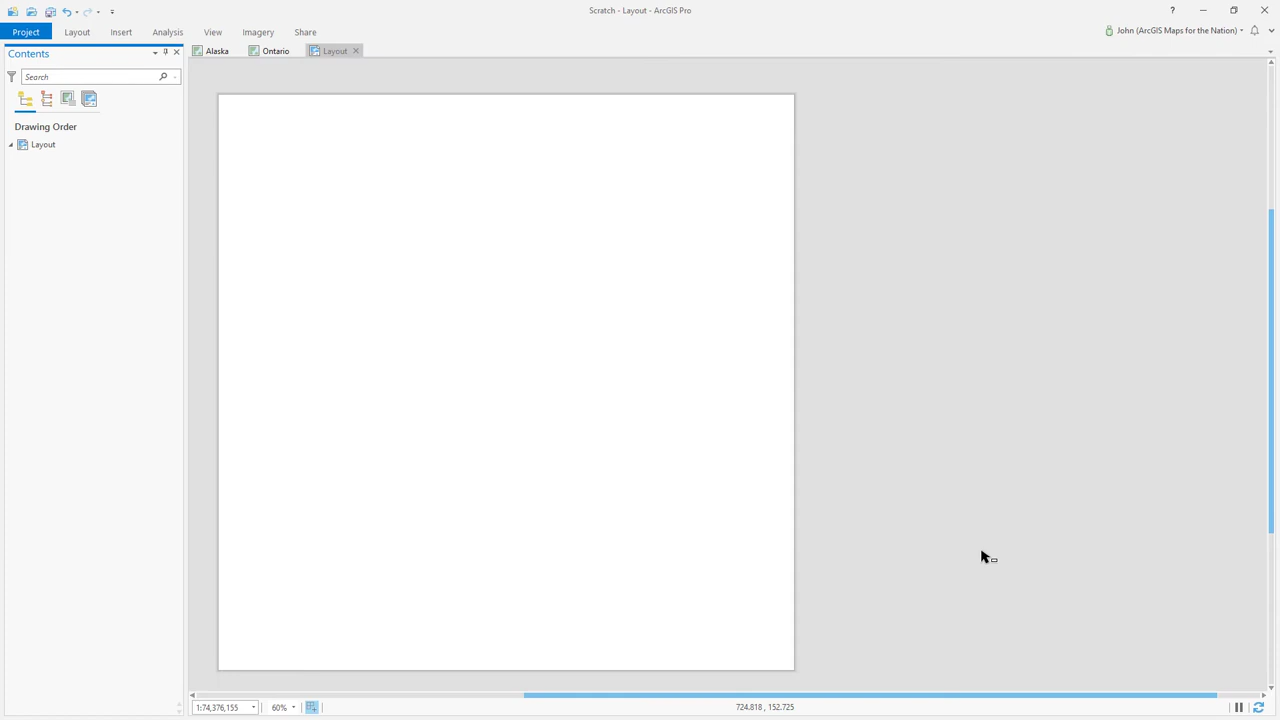 Scratch - Layout - ArcGIS Pro
?
Project Layout Insert Analysis View Imagery Share
John (ArcGIS Maps for the Nation)
Contents
Alaska Ontario Layout
Search
Drawing Order
Layout
1:74,376,155 60% 724.818 , 152.725